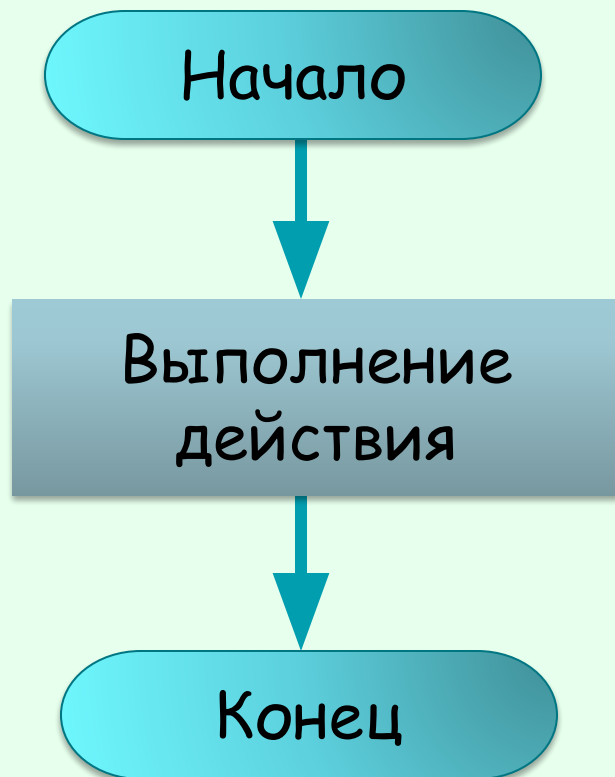 Начало
Выполнение
действия
Конец